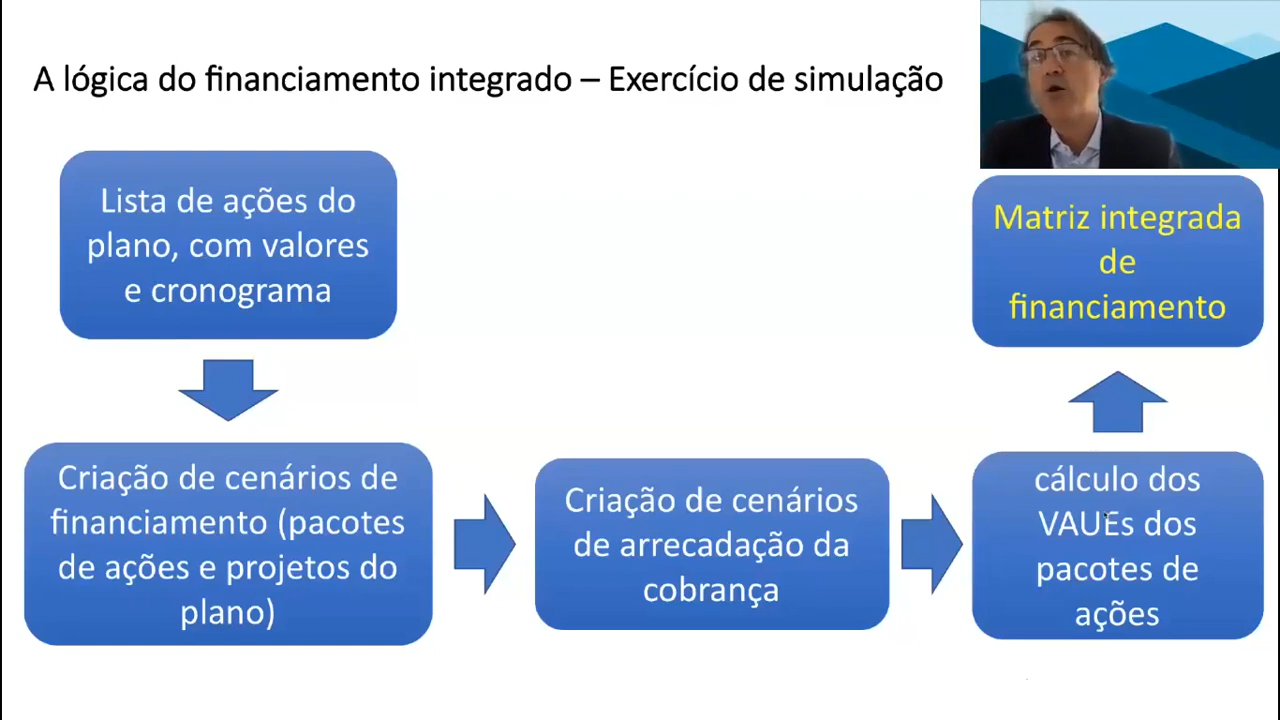 A lógica do financiamento integrado – Exercício de simulação
Lista de ações do
plano, com valores
e cronograma
Criação de cenários de
financiamento (pacotes
de ações e projetos do
plano)
Criação de cenários
de arrecadação da
cobrança
cálculo dos
VAUEs dos
pacotes de
ações
Matriz integrada
de
financiamento